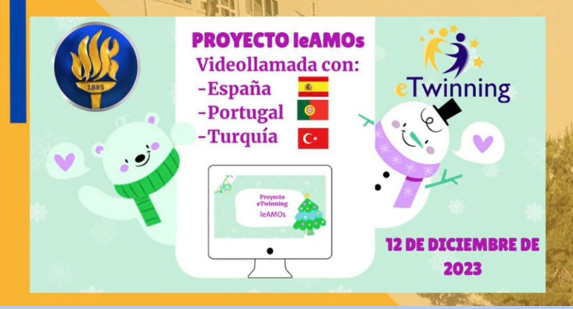 1885
PROYECTO leAMOs
Videollamada con:
-España
-Portugal
-Turquía
eTwinning
Proyecto
eTwinning
leAMOs
12 DE DICIEMBRE DE
2023